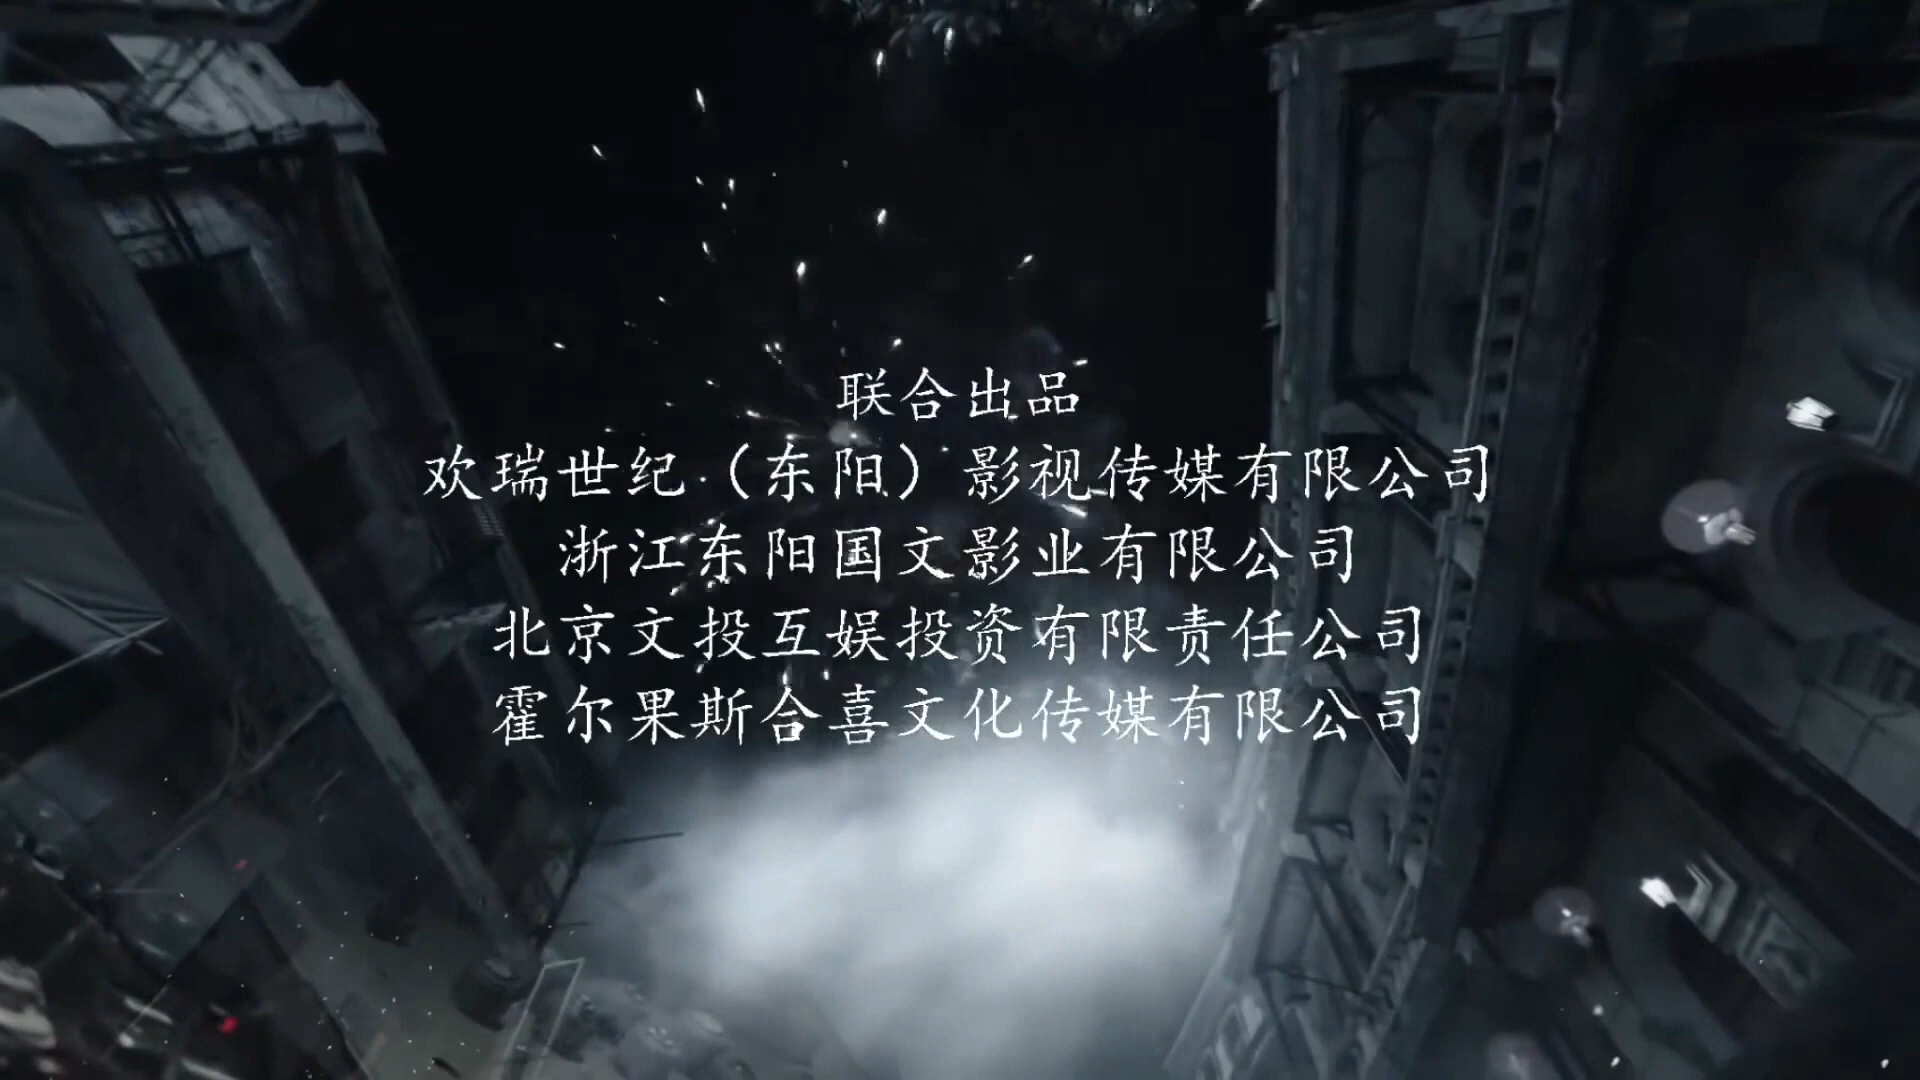 联合出品
欢瑞世纪（东阳）影视传媒有限公司
浙江东阳国文影业有限公司
北京文投互娱投资有限责任公司
霍尔果斯合喜文化传媒有限公司